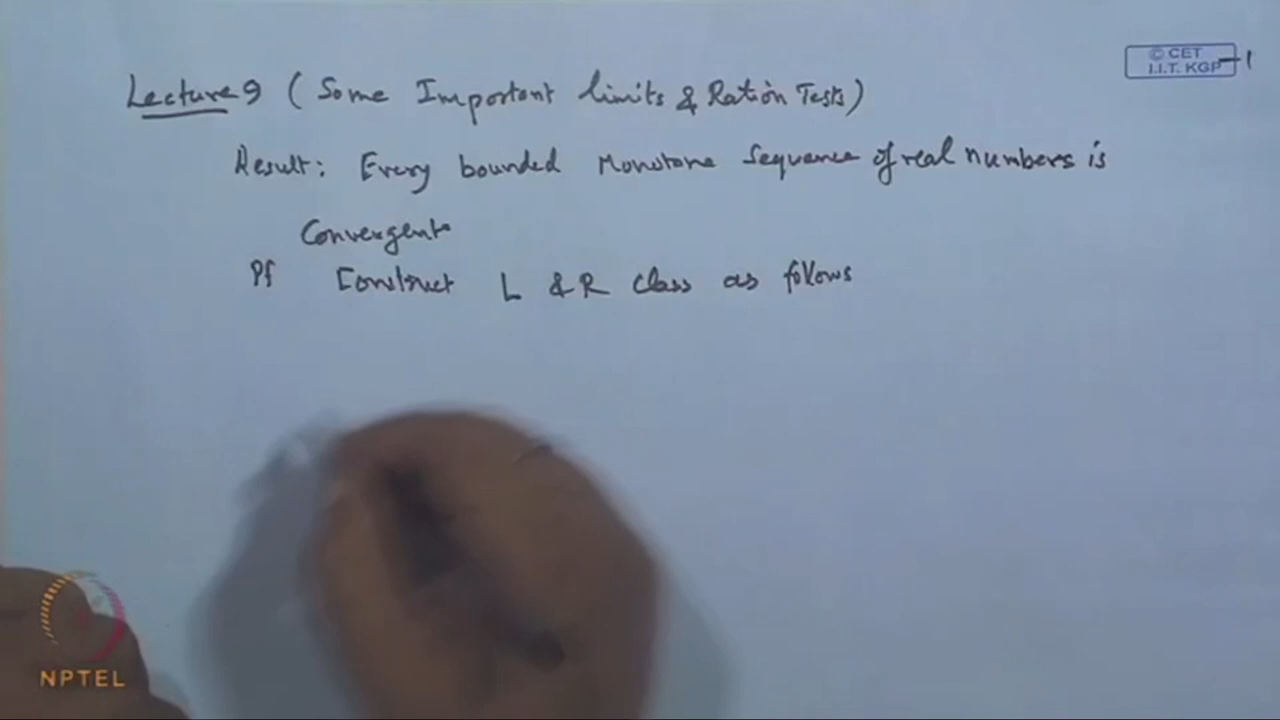 © CET
I.I.T. KGP
1
Lecture 9 ( Some Important limits & Ration Tests )
Result: Every bounded Monotone Sequence of real numbers is
Convergent
Pf Construct L & R class as follows
NPTEL